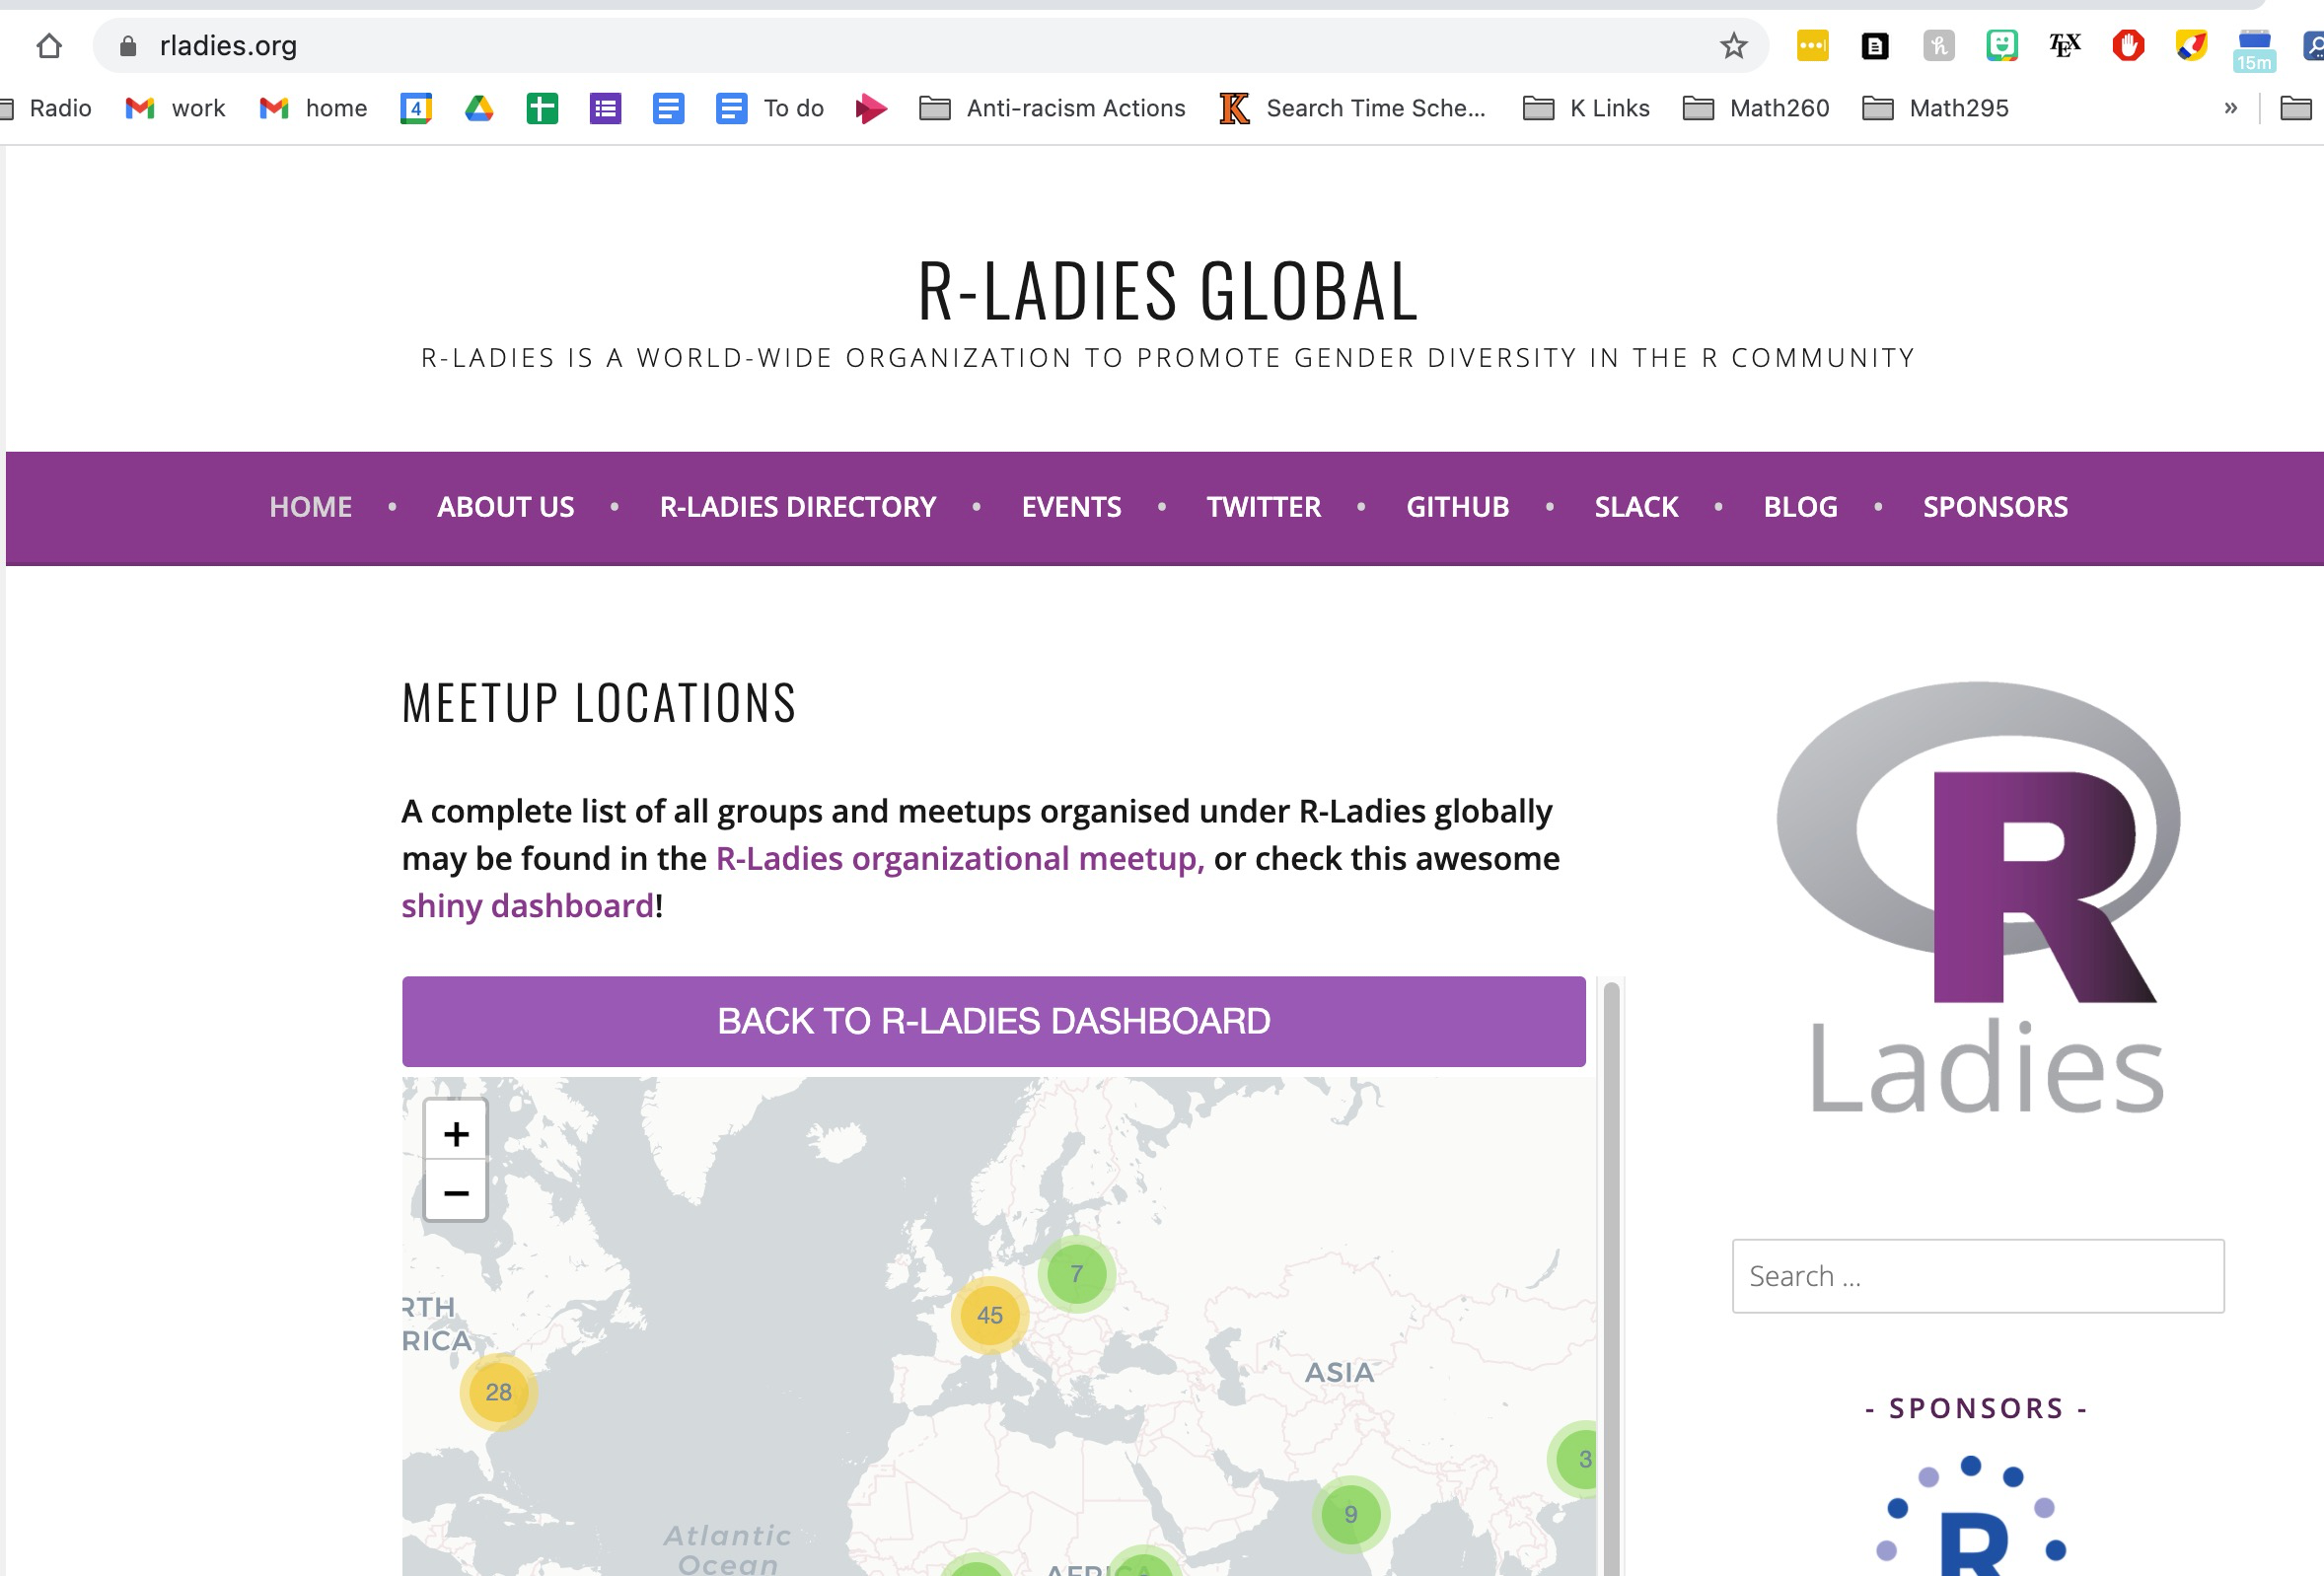 rladies.org
15m
Radio
work
home
4
To do
Anti-racism Actions
K
Search Time Sche...
K Links
Math260
Math295
»
R-LADIES GLOBAL
R-LADIES IS A WORLD-WIDE ORGANIZATION TO PROMOTE GENDER DIVERSITY IN THE R COMMUNITY
HOME • ABOUT US • R-LADIES DIRECTORY • EVENTS • TWITTER • GITHUB • SLACK • BLOG • SPONSORS
MEETUP LOCATIONS
A complete list of all groups and meetups organised under R-Ladies globally
may be found in the R-Ladies organizational meetup, or check this awesome
shiny dashboard!
BACK TO R-LADIES DASHBOARD
+
−
RTH
RICA
28
45
7
ASIA
3
9
Atlantic
Ocean
AFRICA
R
Ladies
Search ...
- SPONSORS -
R